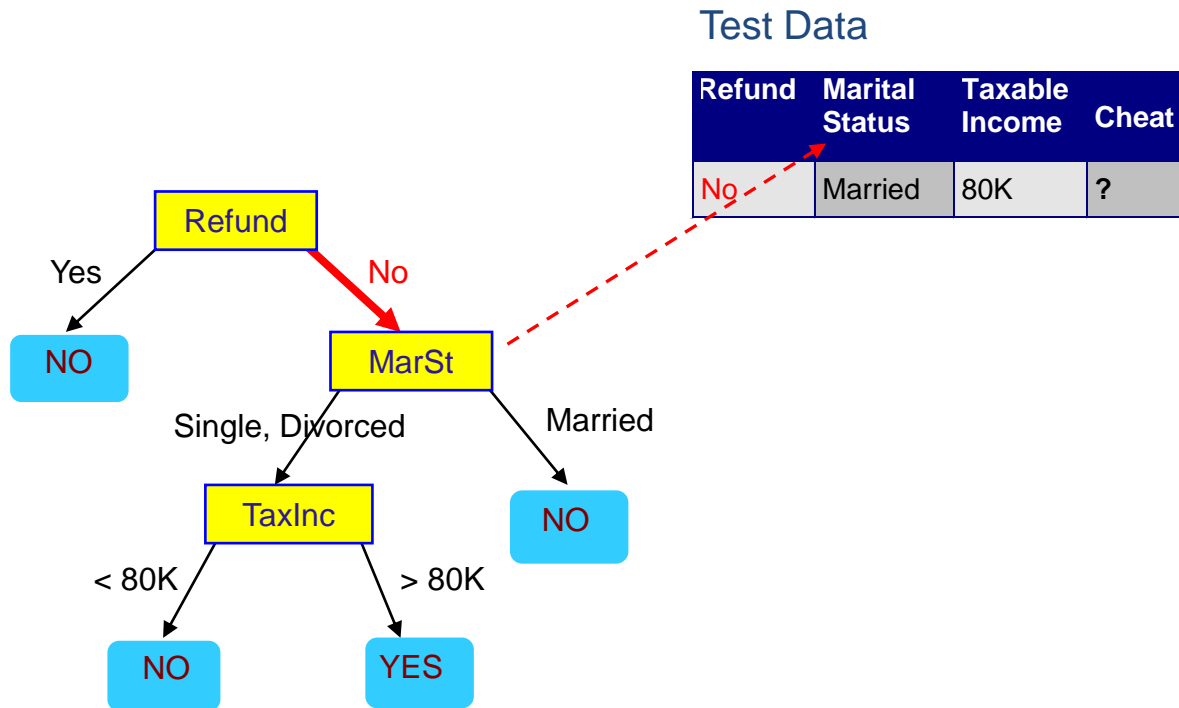 Test Data
Refund Marital Taxable Cheat
Status Income
No Married 80K ?
Refund
Yes No
NO MarSt
Single, Divorced Married
TaxInc NO
< 80K > 80K
NO YES